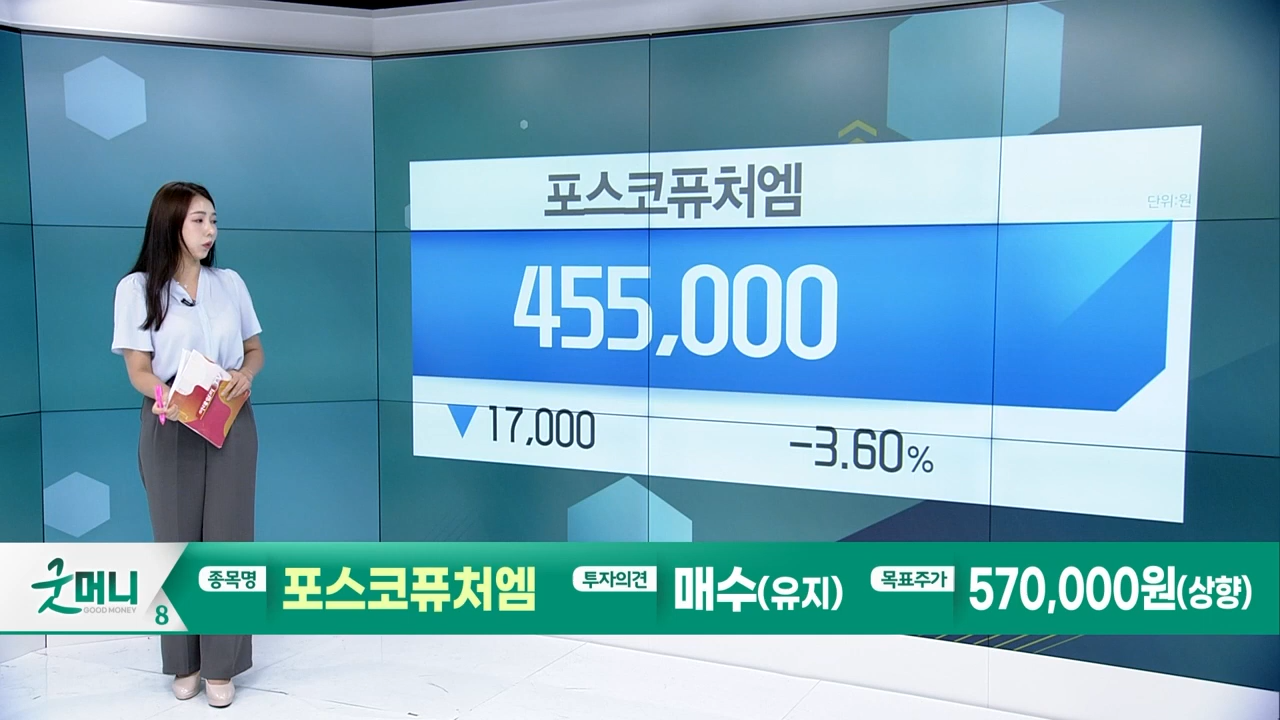 포스코퓨처엠
단위:원
455,000
▼ 17,000 -3.60%
굿머니
GOOD MONEY
8
종목명 포스코퓨처엠 투자의견 매수(유지) 목표주가 570,000원(상향)